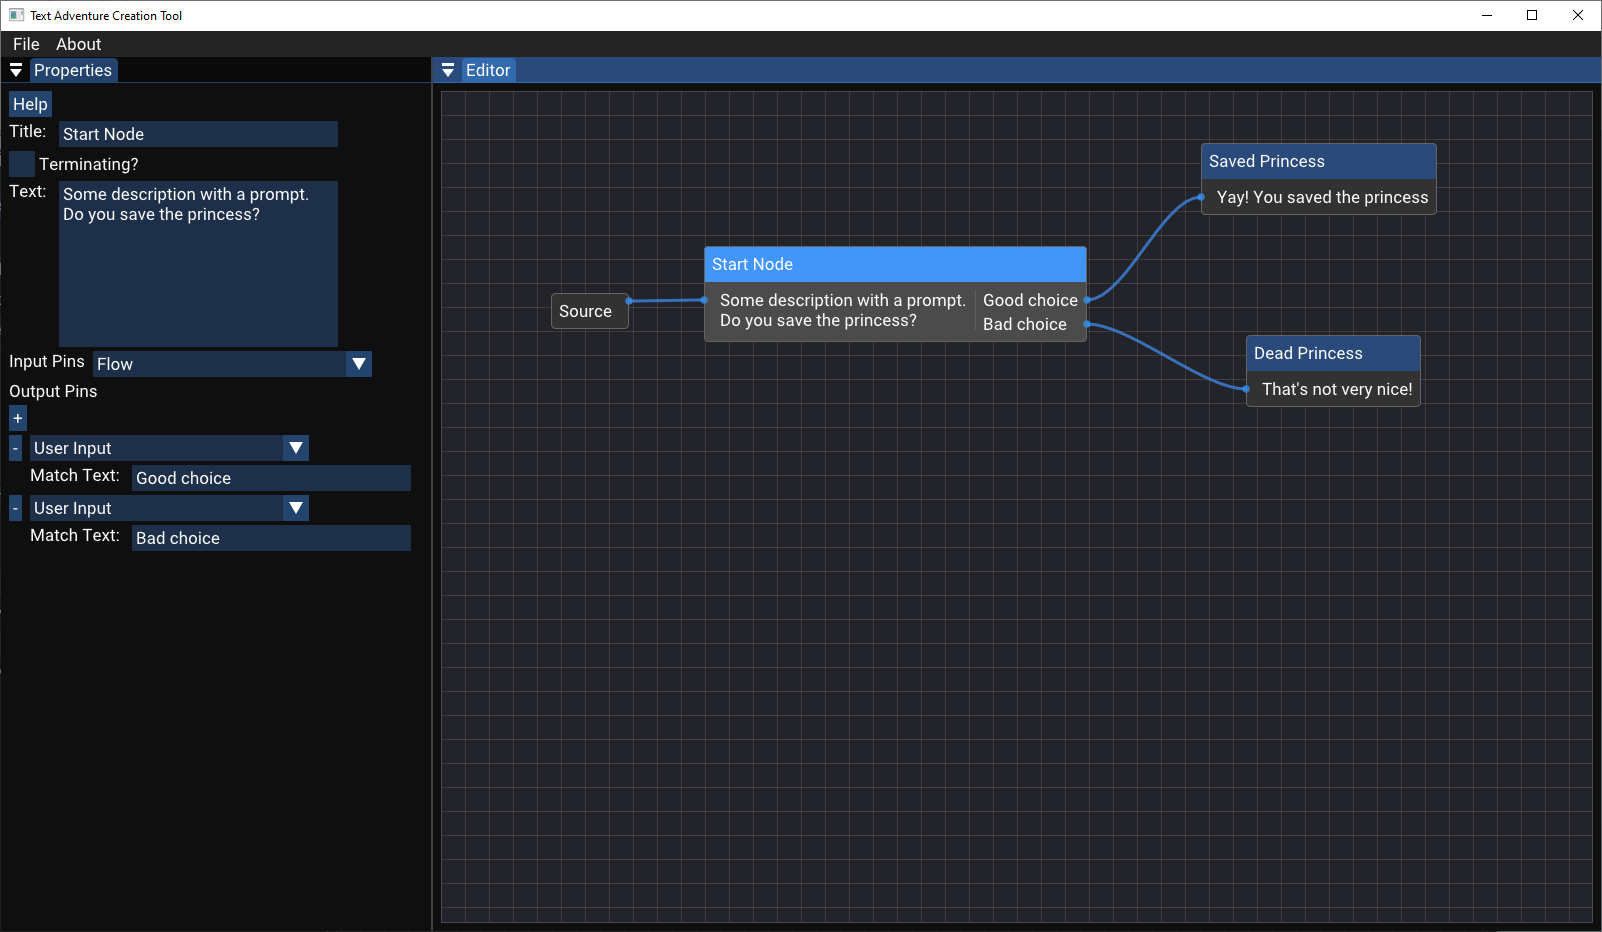 Text Adventure Creation Tool
File About
Properties
Help
Title: Start Node
Terminating?
Text: Some description with a prompt.
Do you save the princess?
Input Pins Flow
Output Pins
+
- User Input
Match Text: Good choice
- User Input
Match Text: Bad choice
Editor
Source
Start Node
Some description with a prompt.
Do you save the princess?
Good choice
Bad choice
Saved Princess
Yay! You saved the princess
Dead Princess
That's not very nice!